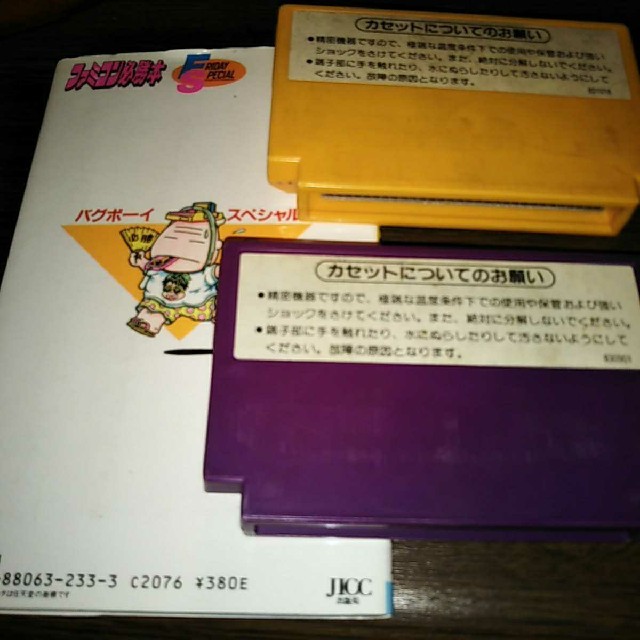 ファミコン必勝本
FRIDAY
SPECIAL
バグボーイ スペシャル
必勝
カセットについてのお願い
●精密機器ですので、極端な温度条件下での使用や保管および強い
ショックをさけてください。また、絶対に分解しないでください。
●端子部に手を触れたり、水にぬらしたりして汚さないようにして
ください。故障の原因となります。
カセットについてのお願い
●精密機器ですので、極端な温度条件下での使用や保管および強い
ショックをさけてください。また、絶対に分解しないでください。
●端子部に手を触れたり、水にぬらしたりして汚さないようにして
ください。故障の原因となります。
-88063-233-3 C2076 ¥380E
JICC
出版局